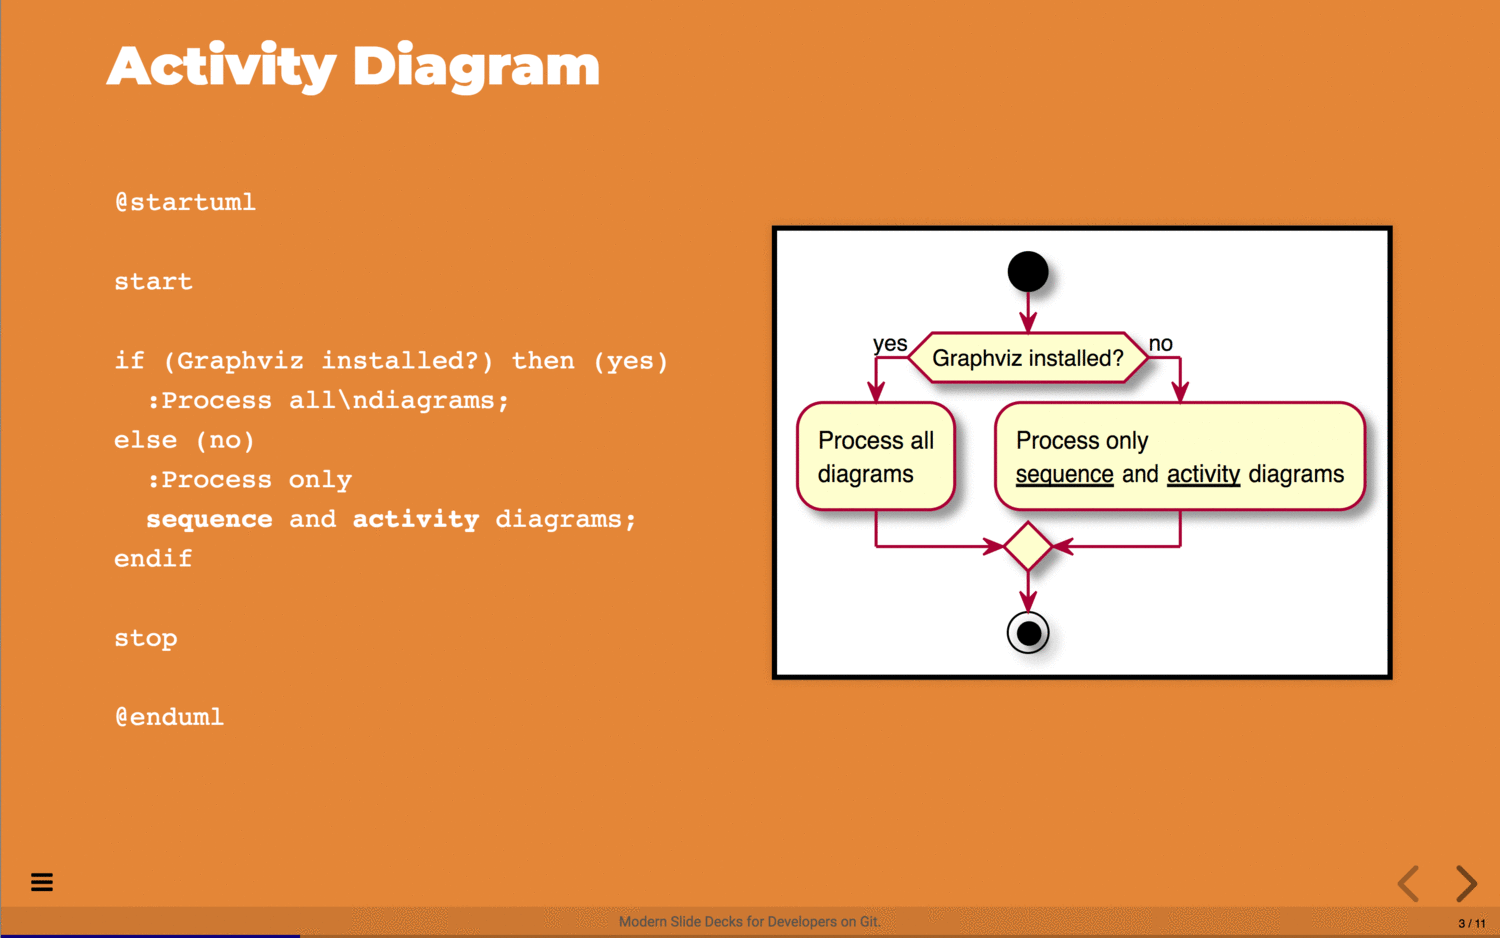 Activity Diagram
@startuml
start
if (Graphviz installed?) then (yes)
:Process all\ndiagrams;
else (no)
:Process only
sequence and activity diagrams;
endif
stop
@enduml
yes
Graphviz installed?
no
Process all
diagrams
Process only
sequence and activity diagrams
Modern Slide Decks for Developers on Git.
3 / 11